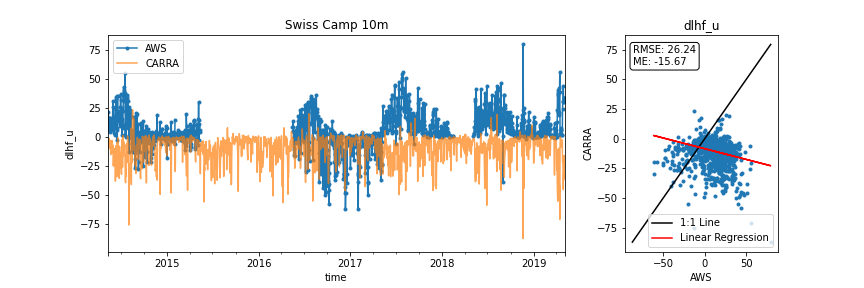 Swiss Camp 10m
dlhf_u
AWS
CARRA
75
50
25
0
−25
−50
−75
dlhf_u
2015
2016
2017
2018
2019
time
RMSE: 26.24
ME: -15.67
75
50
25
0
−25
−50
−75
CARRA
1:1 Line
Linear Regression
−50
0
50
AWS